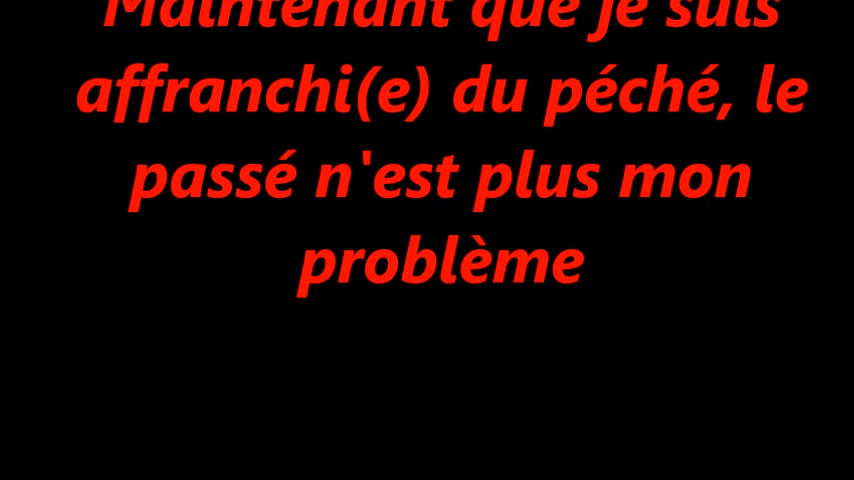 Maintenant que je suis
affranchi(e) du péché, le
passé n'est plus mon
problème